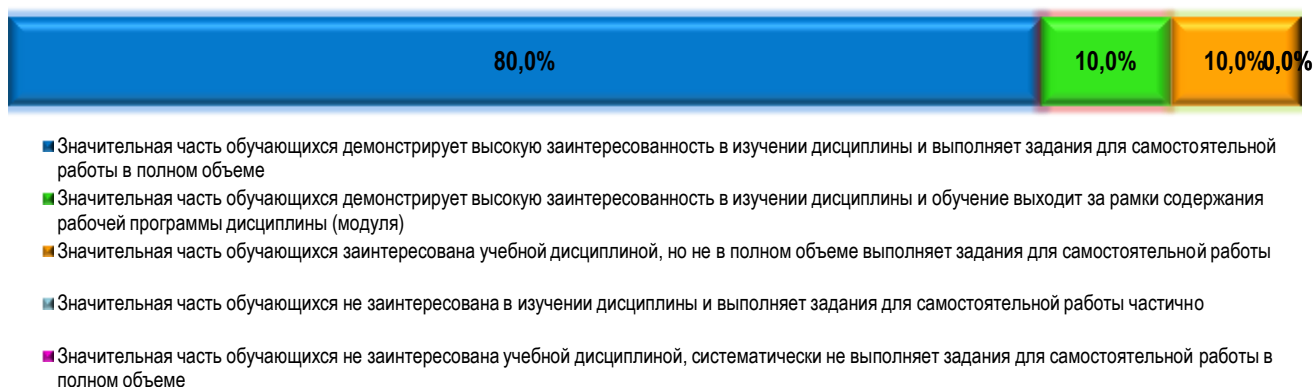 80,0%
10,0%
10,0%
0,0%
Значительная часть обучающихся демонстрирует высокую заинтересованность в изучении дисциплины и выполняет задания для самостоятельной
работы в полном объеме
Значительная часть обучающихся демонстрирует высокую заинтересованность в изучении дисциплины и обучение выходит за рамки содержания
рабочей программы дисциплины (модуля)
Значительная часть обучающихся заинтересована учебной дисциплиной, но не в полном объеме выполняет задания для самостоятельной работы
Значительная часть обучающихся не заинтересована в изучении дисциплины и выполняет задания для самостоятельной работы частично
Значительная часть обучающихся не заинтересована учебной дисциплиной, систематически не выполняет задания для самостоятельной работы в
полном объеме